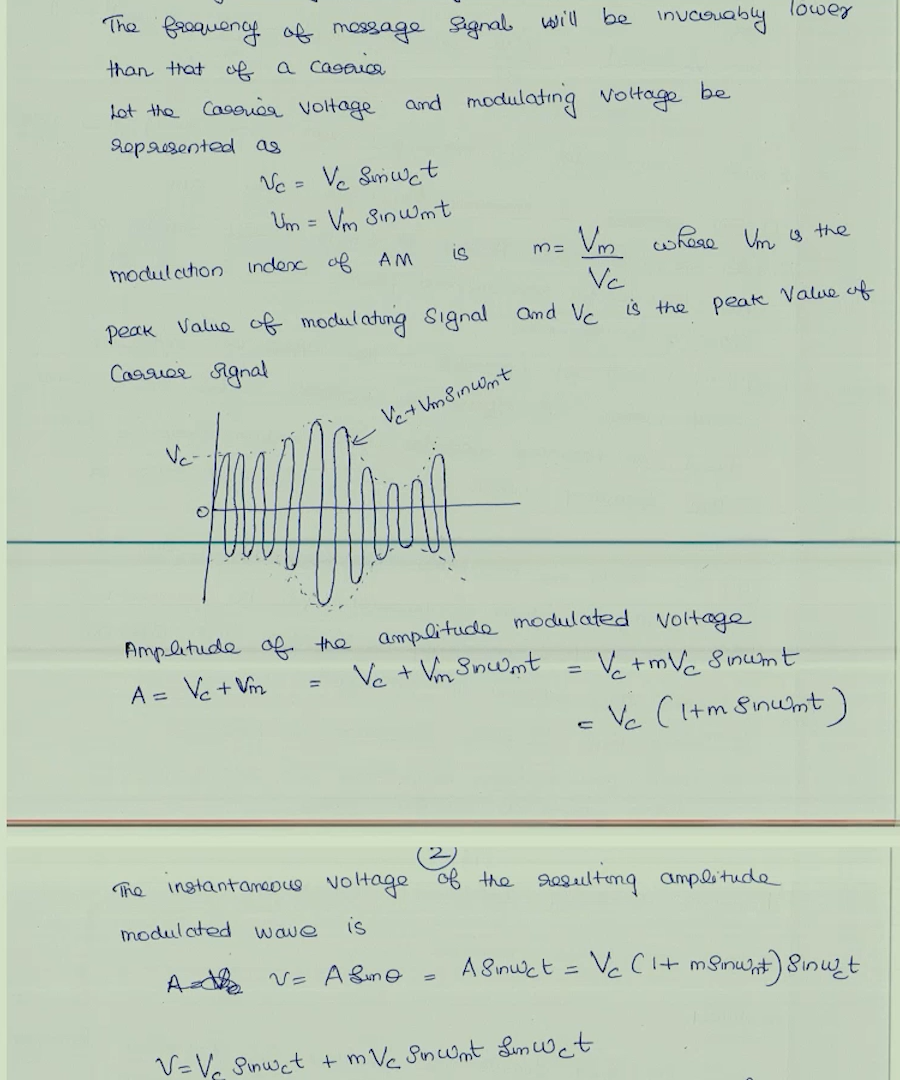 The frequency of message signal will be invariably lower
than that of a Carrier
Let the Carrier voltage and modulating voltage be
represented as
Vc = Vc Sinωct
Vm = Vm Sinωmt
modulation index of AM is m = Vm/Vc where Vm is the
peak Value of modulating Signal and Vc is the peak Value of
Carrier signal
Vc + VmSinωmt
Vc
0
Amplitude of the amplitude modulated voltage
A = Vc + Vm = Vc + Vm Sinωmt = Vc + mVc Sinωmt
= Vc (1+m Sinωmt)
(2)
The instantaneous voltage of the resulting amplitude
modulated wave is
V = A Sinθ = A Sinωct = Vc (1+ mSinωmt) Sinωct
V = Vc Sinωct + mVc Sinωmt Sinωct